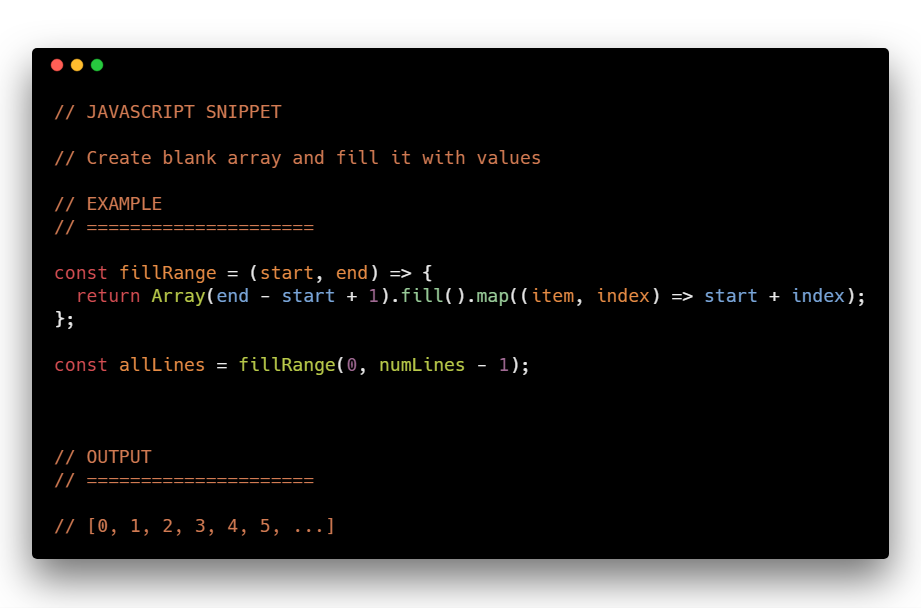 // JAVASCRIPT SNIPPET
// Create blank array and fill it with values
// EXAMPLE
// =====================
const fillRange = (start, end) => {
  return Array(end - start + 1).fill().map((item, index) => start + index);
};
const allLines = fillRange(0, numLines - 1);
// OUTPUT
// =====================
// [0, 1, 2, 3, 4, 5, ...]